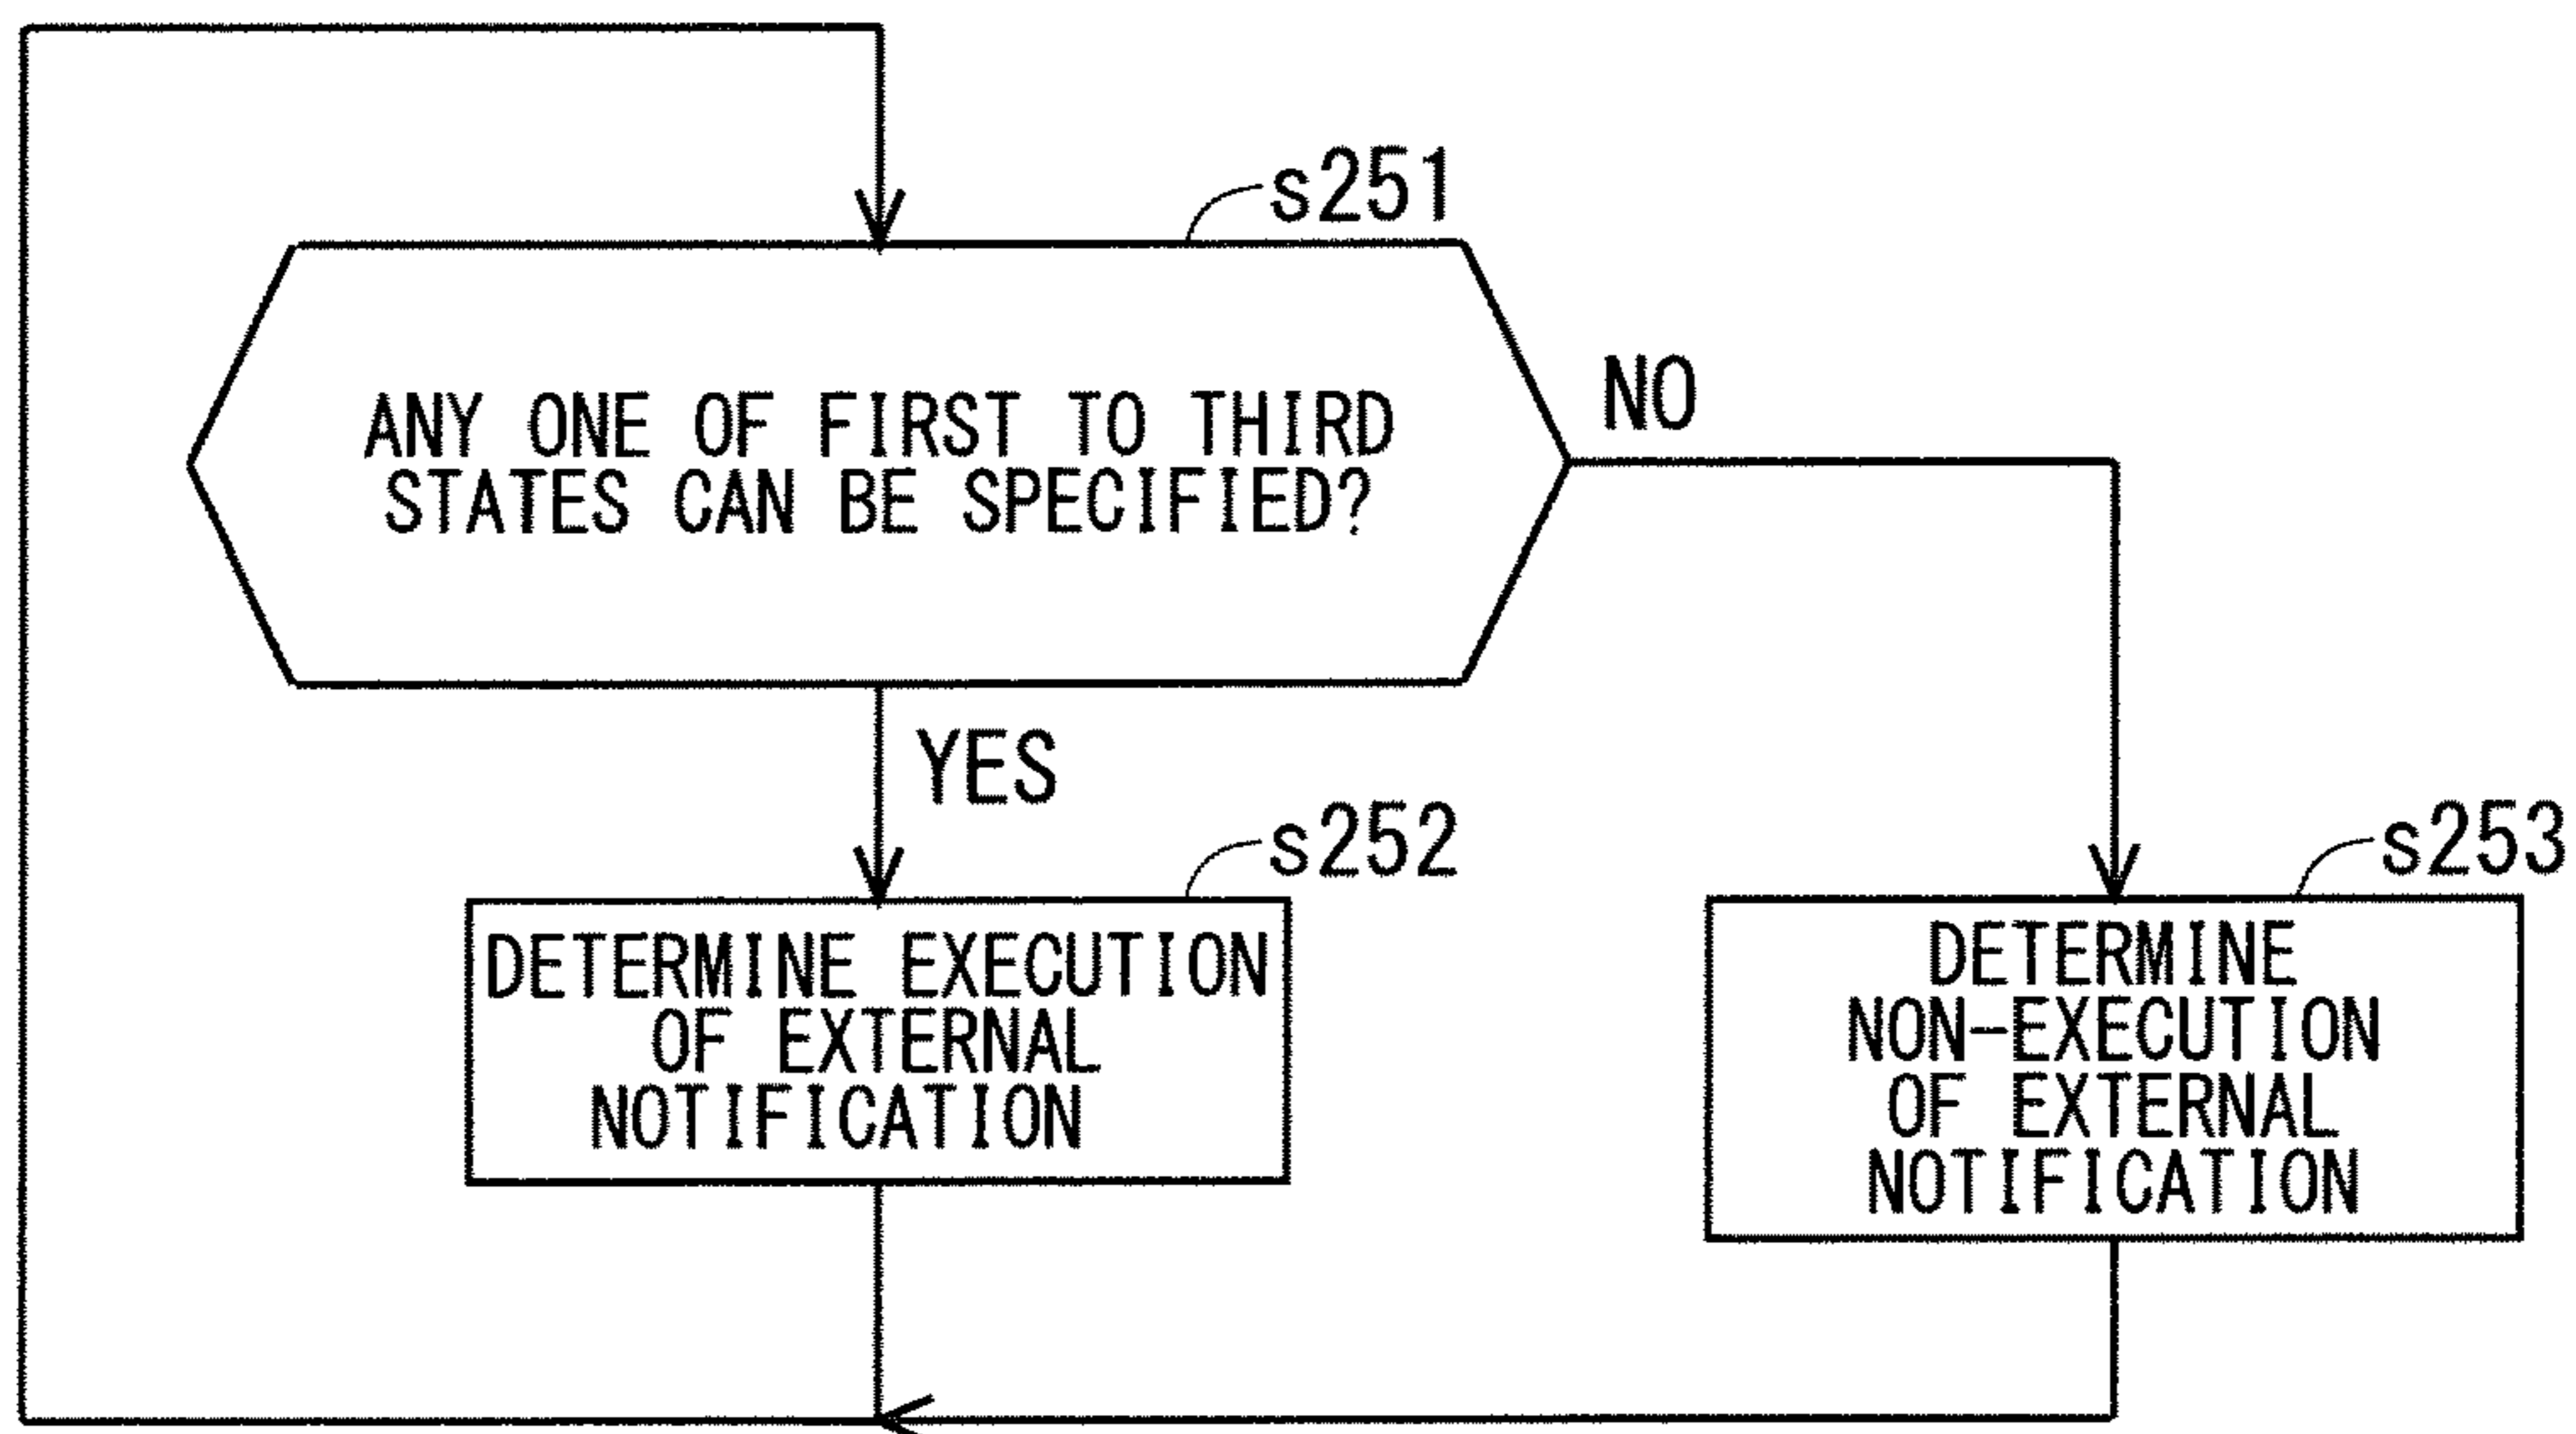 s251
ANY ONE OF FIRST TO THIRD
STATES CAN BE SPECIFIED?
NO
YES
s252
DETERMINE EXECUTION
OF EXTERNAL
NOTIFICATION
s253
DETERMINE
NON-EXECUTION
OF EXTERNAL
NOTIFICATION